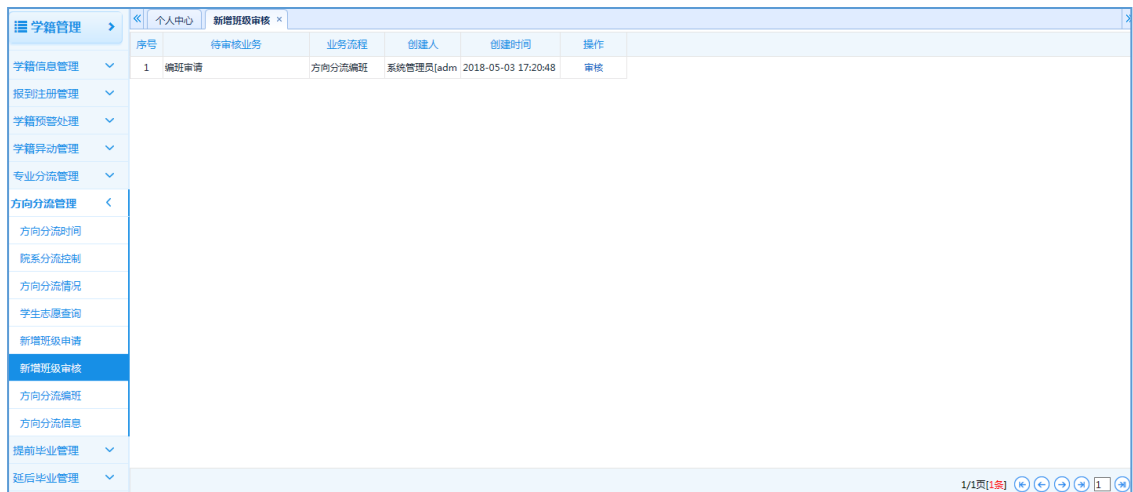 学籍管理
个人中心 新增班级审核 ×
序号 待审核业务 业务流程 创建人 创建时间 操作
1 编班审请 方向分流编班 系统管理员[adm 2018-05-03 17:20:48 审核
学籍信息管理
报到注册管理
学籍预警处理
学籍异动管理
专业分流管理
方向分流管理
方向分流时间
院系分流控制
方向分流情况
学生志愿查询
新增班级申请
新增班级审核
方向分流编班
方向分流信息
提前毕业管理
延后毕业管理
1/1页[1条] 1